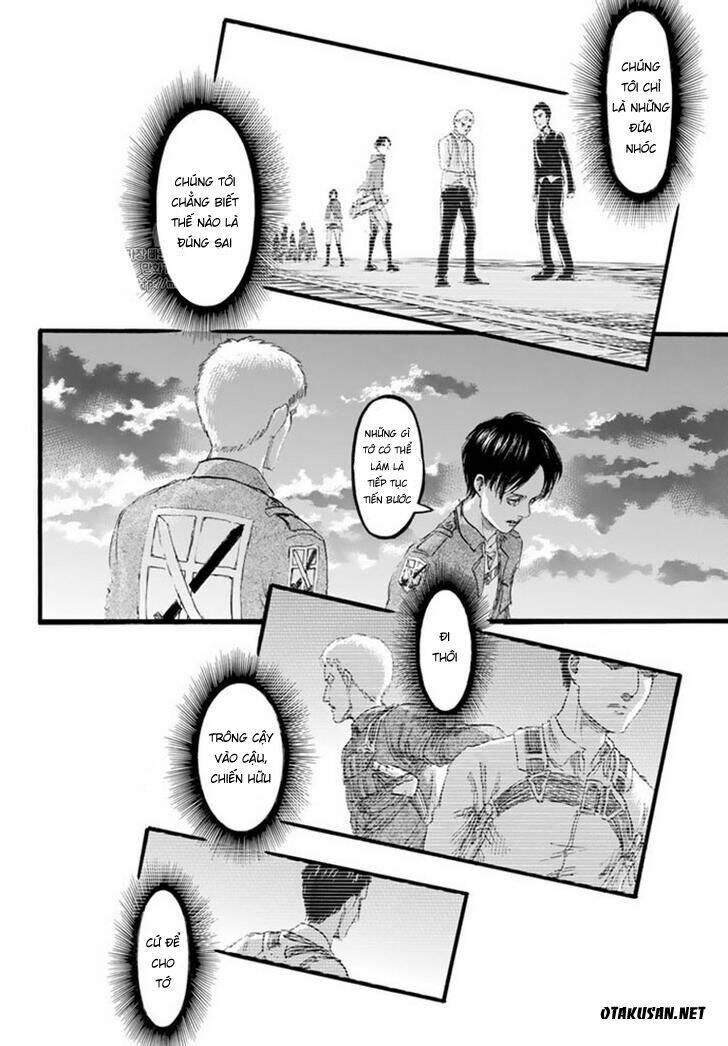 CHÚNG
TÔI CHỈ
LÀ NHỮNG
ĐỨA
NHÓC
CHÚNG TÔI
CHẲNG BIẾT
THẾ NÀO LÀ
ĐÚNG SAI
NHỮNG GÌ
TỚ CÓ THỂ
LÀM LÀ
TIẾP TỤC
TIẾN BƯỚC
ĐI
THÔI
TRÔNG CẬY
VÀO CẬU,
CHIẾN HỮU
CỨ ĐỂ
CHO
TỚ
OTAKUSAN.NET